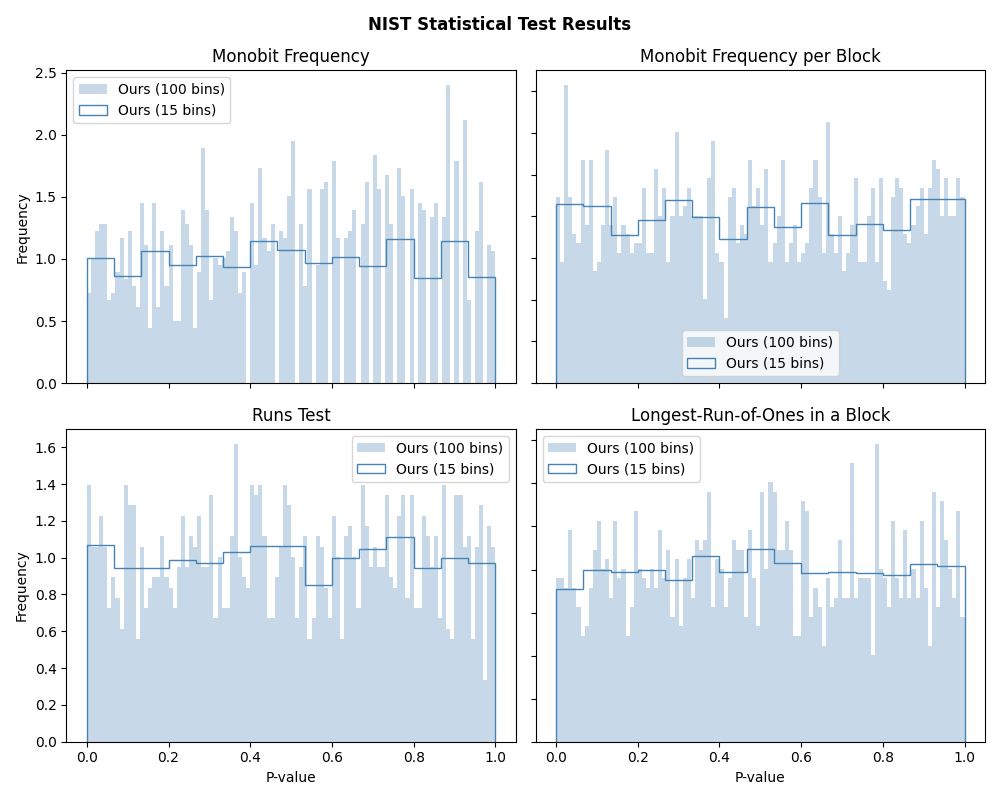 NIST Statistical Test Results
Monobit Frequency
Ours (100 bins)
Ours (15 bins)
Frequency
2.5
2.0
1.5
1.0
0.5
0.0
0.0 0.2 0.4 0.6 0.8 1.0
Monobit Frequency per Block
Ours (100 bins)
Ours (15 bins)
Runs Test
Ours (100 bins)
Ours (15 bins)
Frequency
1.6
1.4
1.2
1.0
0.8
0.6
0.4
0.2
0.0
P-value
Longest-Run-of-Ones in a Block
Ours (100 bins)
Ours (15 bins)
0.0 0.2 0.4 0.6 0.8 1.0
P-value